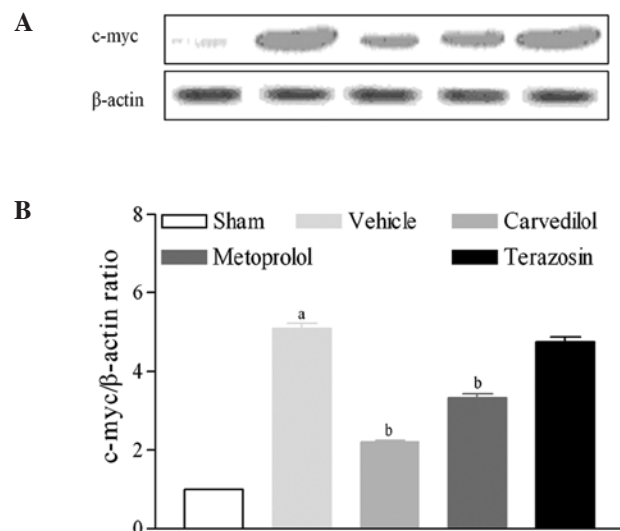 A
c-myc
β-actin
B
8
Sham Vehicle Carvedilol
Metoprolol Terazosin
6
a
b
b
4
2
0
c-myc/β-actin ratio